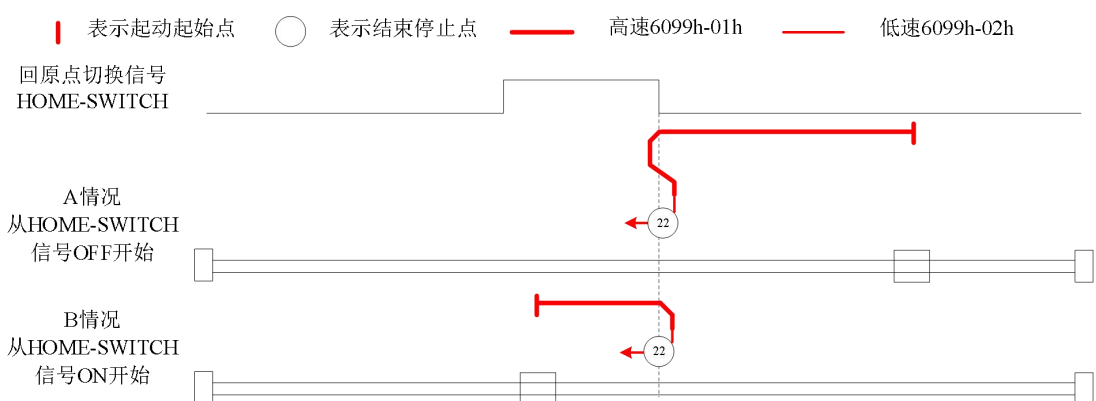 表示起动起始点 表示结束停止点 高速6099h-01h 低速6099h-02h
回原点切换信号
HOME-SWITCH
A情况
从HOME-SWITCH
信号OFF开始
22
B情况
从HOME-SWITCH
信号ON开始
22